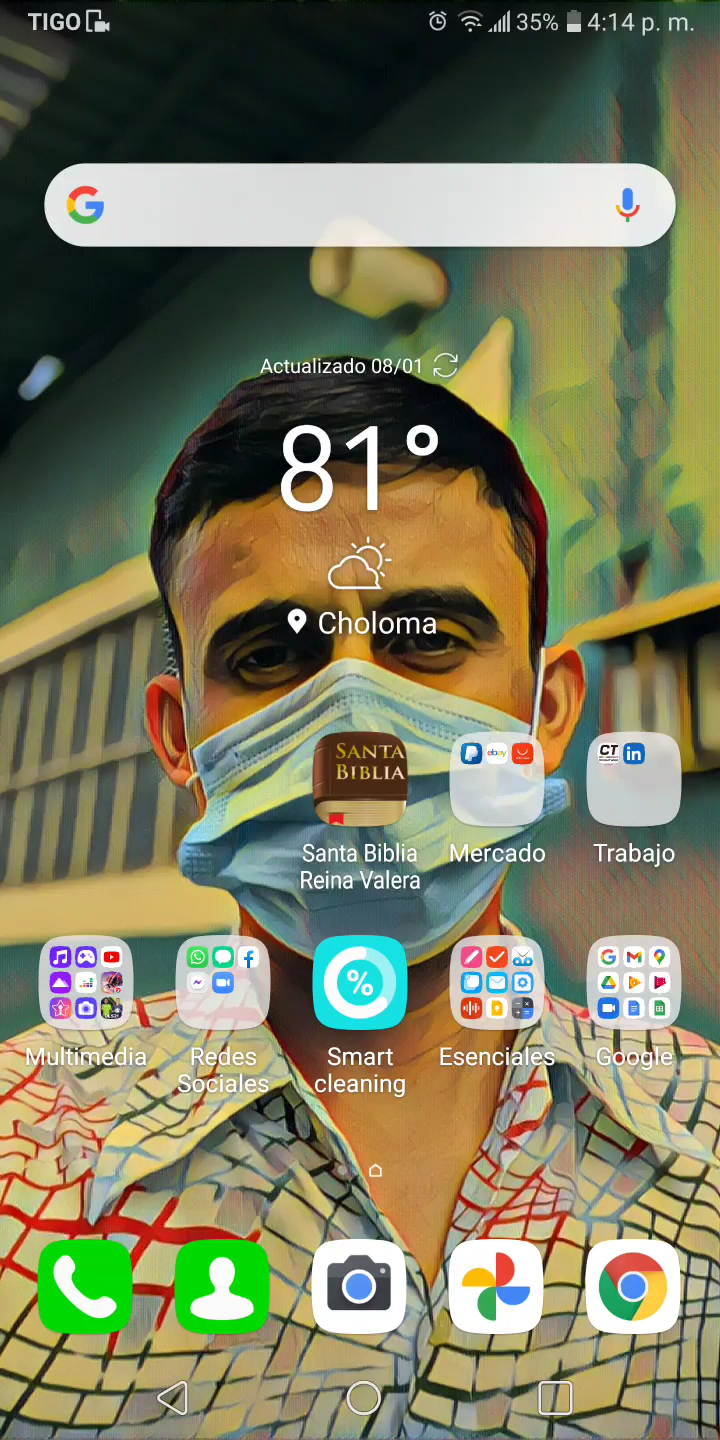 TIGO
35%
4:14 p. m.
Actualizado 08/01
81°
Choloma
SANTA
BIBLIA
ebay
CT
in
Santa Biblia
Reina Valera
Mercado
Trabajo
%
Multimedia
Redes
Sociales
Smart
cleaning
Esenciales
Google